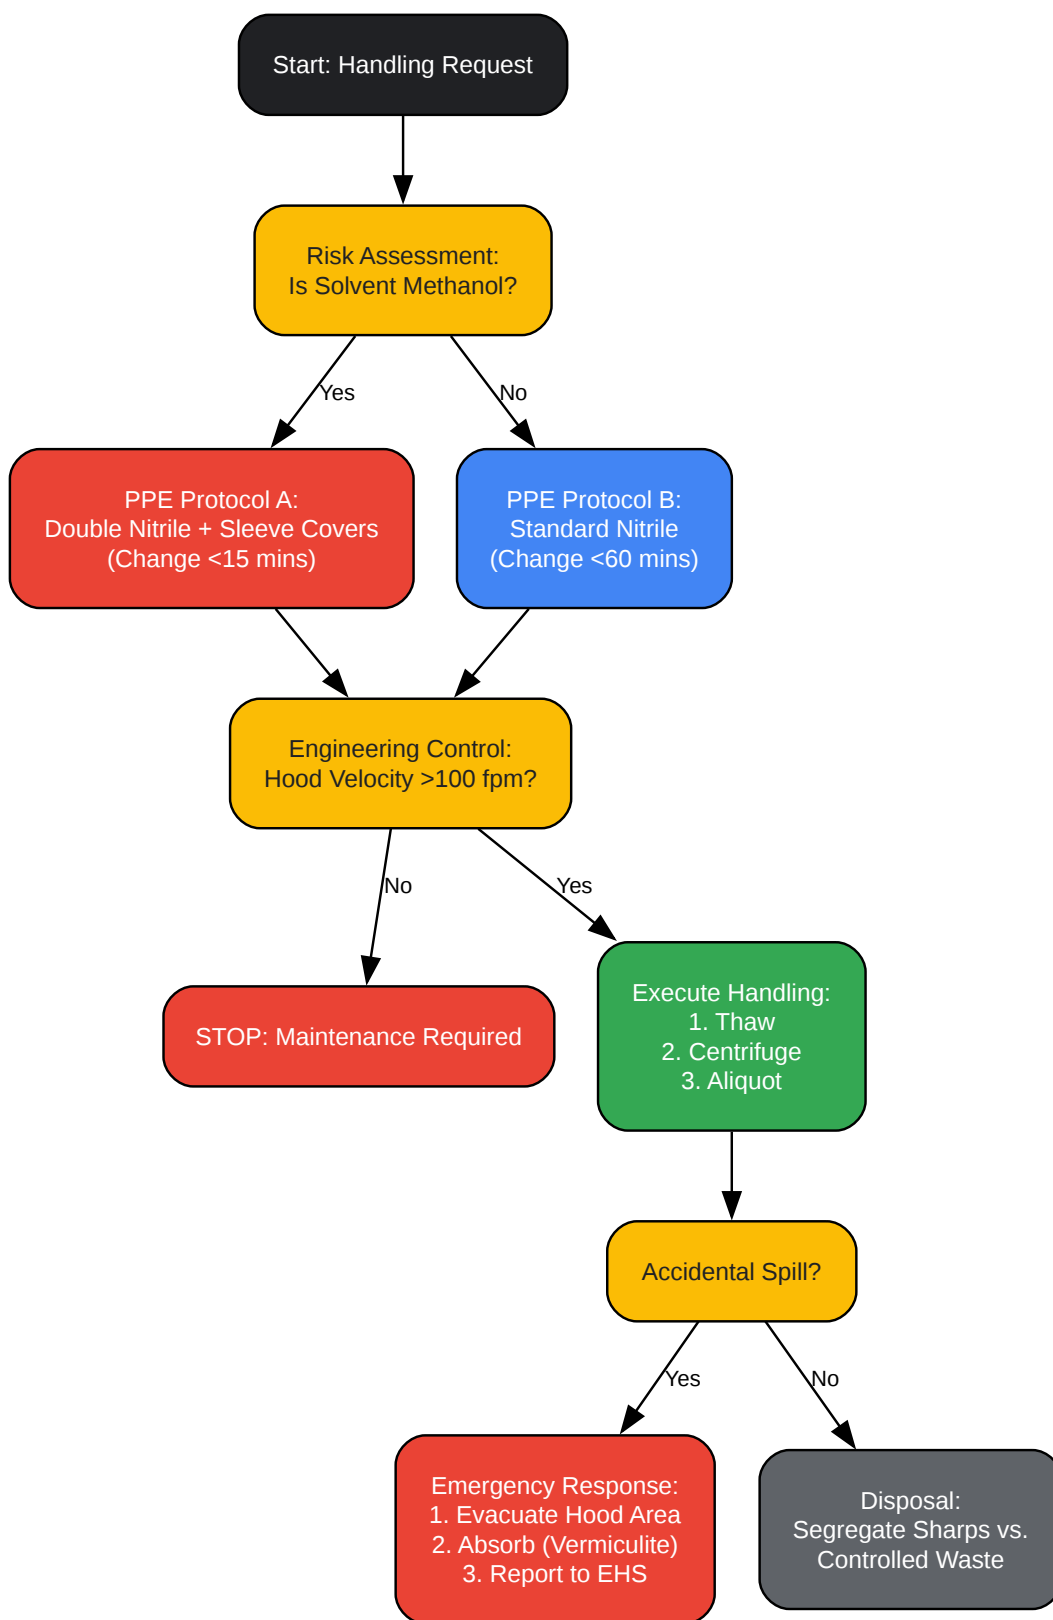 Start: Handling Request
Risk Assessment:
Is Solvent Methanol?
Yes
No
PPE Protocol A:
Double Nitrile + Sleeve Covers
(Change <15 mins)
PPE Protocol B:
Standard Nitrile
(Change <60 mins)
Engineering Control:
Hood Velocity >100 fpm?
No
Yes
STOP: Maintenance Required
Execute Handling:
1. Thaw
2. Centrifuge
3. Aliquot
Accidental Spill?
Yes
No
Emergency Response:
1. Evacuate Hood Area
2. Absorb (Vermiculite)
3. Report to EHS
Disposal:
Segregate Sharps vs.
Controlled Waste